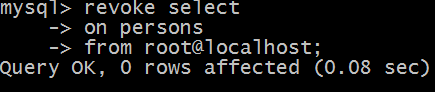 mysql> revoke select
-> on persons
-> from root@localhost;
Query OK, 0 rows affected (0.08 sec)